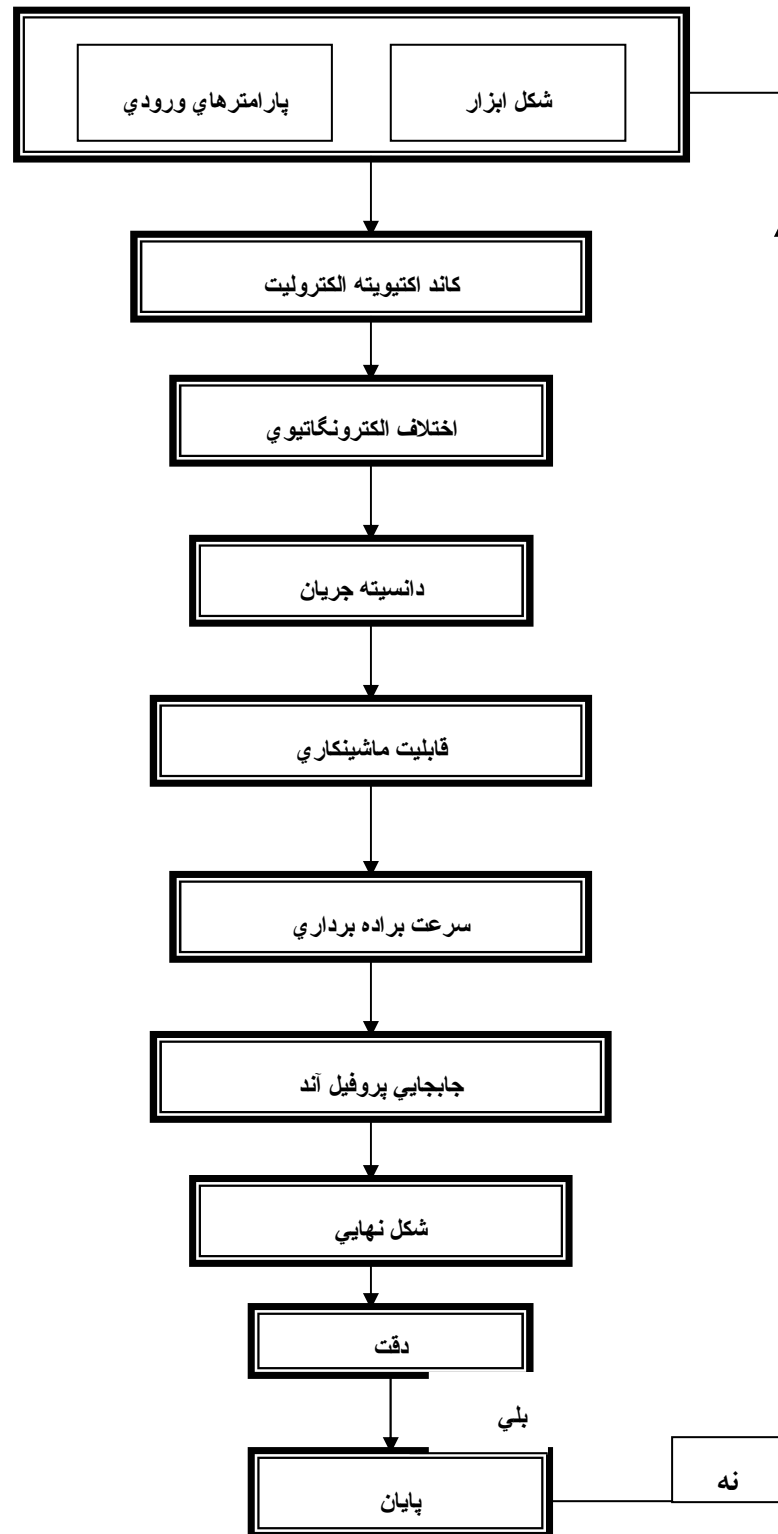 شكل ابزار
پارامترهاي ورودي
كاند اكتيويته الكتروليت
اختلاف الكترونگاتيوي
دانسيته جريان
قابليت ماشينكاري
سرعت براده برداري
جابجايي پروفيل آند
شكل نهايي
دقت
بلي
نه
پايان